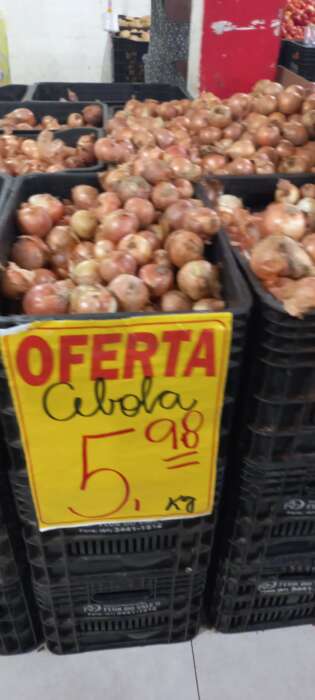 OFERTA
Cebola
5,98
Kg